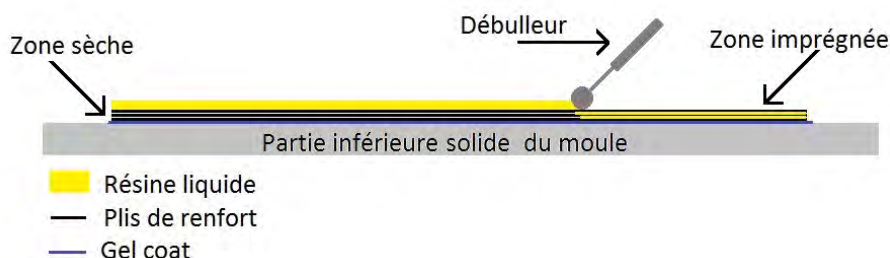 Débulleur
Zone sèche
Zone imprégnée
Partie inférieure solide du moule
Résine liquide
Plis de renfort
Gel coat